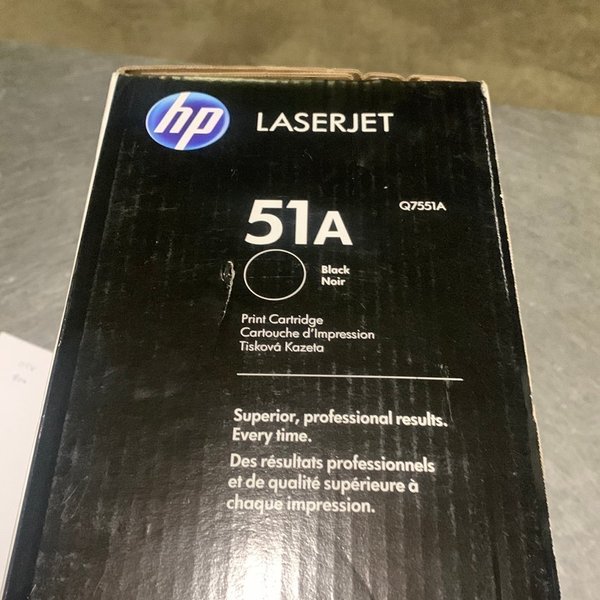 hp LASERJET
51A Q7551A
Black
Noir
Print Cartridge
Cartouche d'Impression
Tisková Kazeta
Superior, professional results.
Every time.
Des résultats professionnels
et de qualité supérieure à
chaque impression.